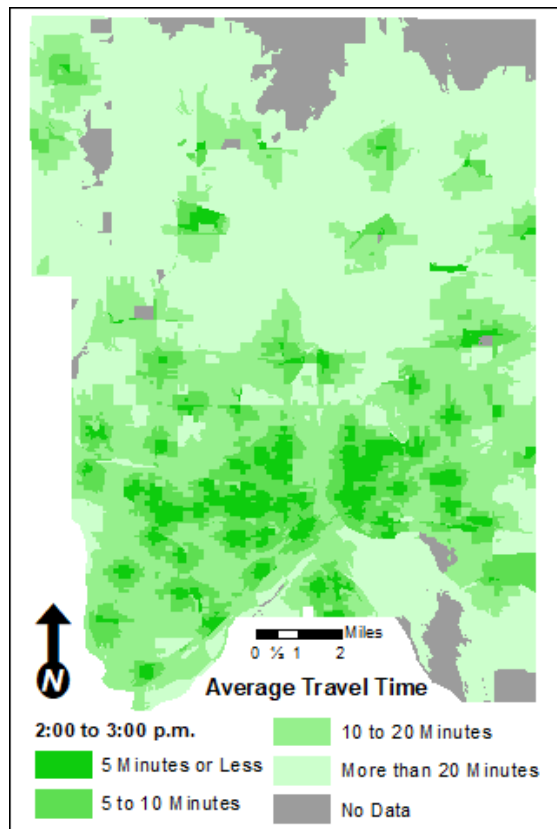 N
Miles
0 ½ 1 2
Average Travel Time
2:00 to 3:00 p.m.
5 Minutes or Less
5 to 10 Minutes
10 to 20 Minutes
More than 20 Minutes
No Data